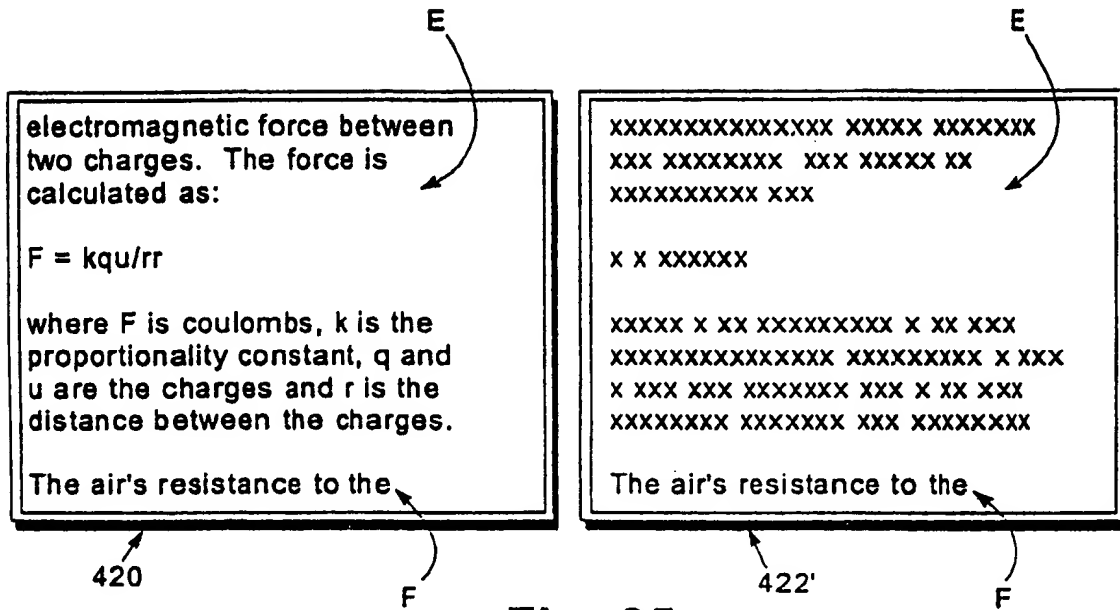 E
electromagnetic force between
two charges. The force is
calculated as:
F = kqu/rr
where F is coulombs, k is the
proportionality constant, q and
u are the charges and r is the
distance between the charges.
The air's resistance to the
420
F
E
xxxxxxxxxxxxxxx xxxxx xxxxxxx
xxx xxxxxxxx xxx xxxxx xx
xxxxxxxxxx xxx
x x xxxxxx
xxxxx x xx xxxxxxxxx x xx xxx
xxxxxxxxxxxxxxx xxxxxxxxx x xxx
x xxx xxx xxxxxxx xxx x xx xxx
xxxxxxxx xxxxxxx xxx xxxxxxxx
The air's resistance to the
422'
F